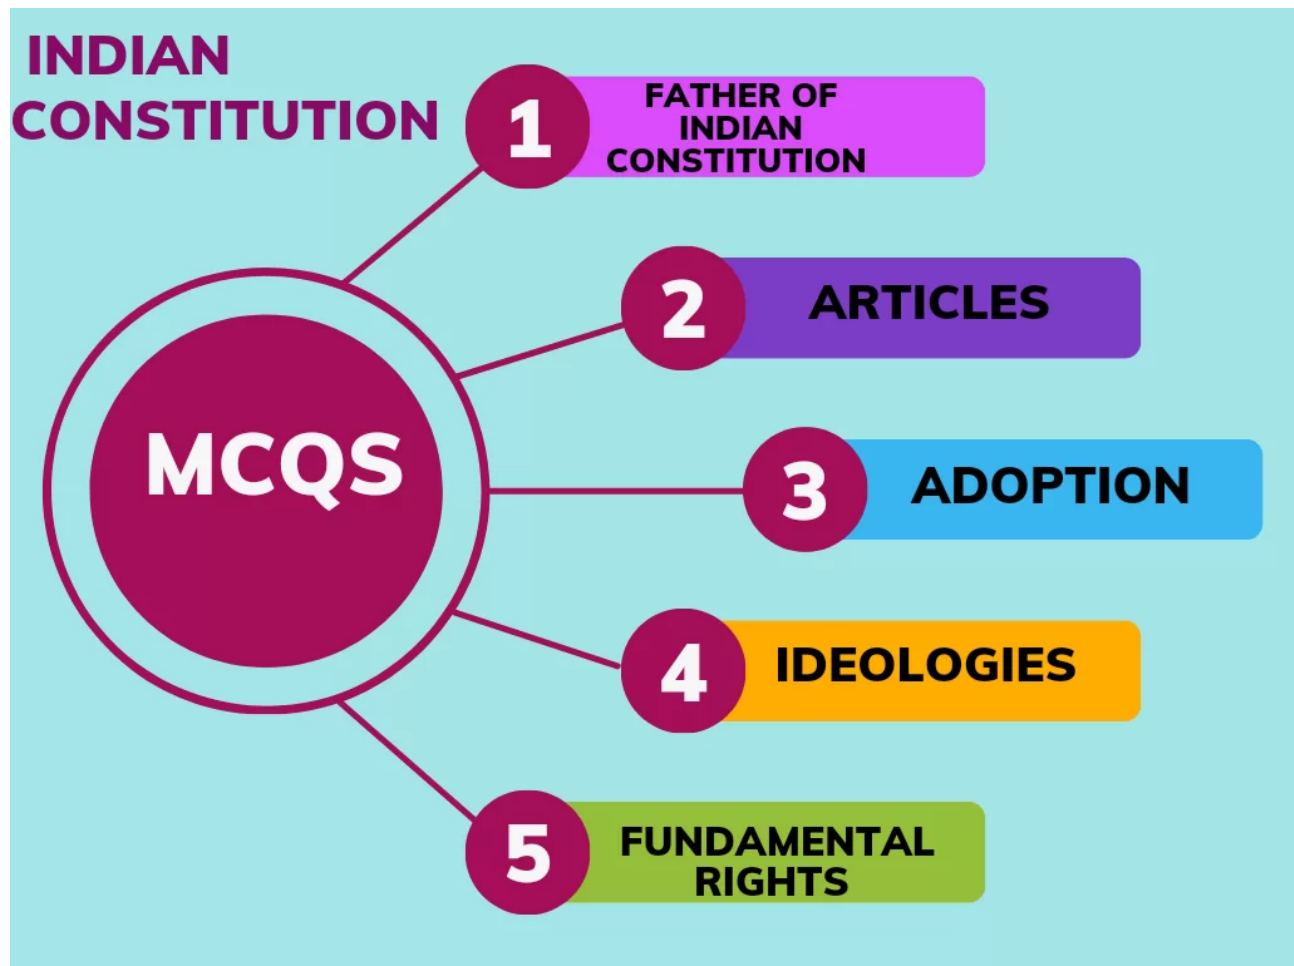 INDIAN
CONSTITUTION
1
FATHER OF
INDIAN
CONSTITUTION
2
ARTICLES
MCQS
3
ADOPTION
4
IDEOLOGIES
5
FUNDAMENTAL
RIGHTS